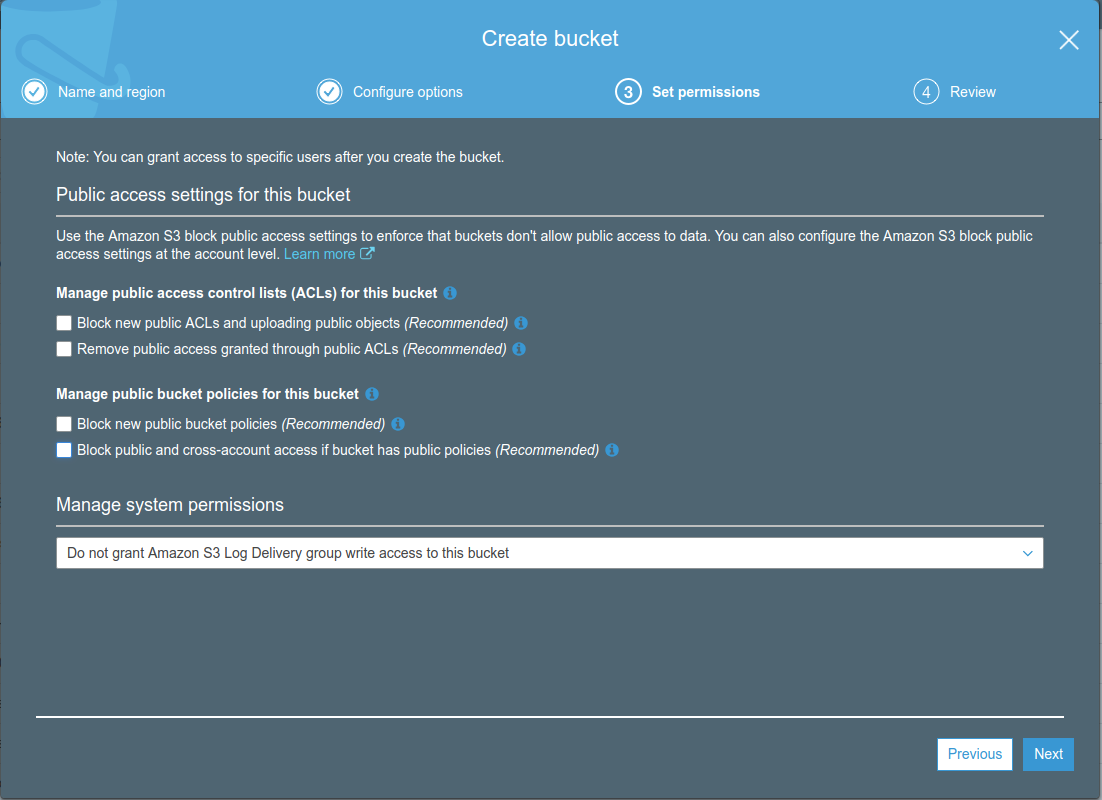 Create bucket
Name and region
Configure options
3 Set permissions
4 Review
Note: You can grant access to specific users after you create the bucket.
Public access settings for this bucket
Use the Amazon S3 block public access settings to enforce that buckets don't allow public access to data. You can also configure the Amazon S3 block public
access settings at the account level. Learn more
Manage public access control lists (ACLs) for this bucket
Block new public ACLs and uploading public objects (Recommended)
Remove public access granted through public ACLs (Recommended)
Manage public bucket policies for this bucket
Block new public bucket policies (Recommended)
Block public and cross-account access if bucket has public policies (Recommended)
Manage system permissions
Do not grant Amazon S3 Log Delivery group write access to this bucket
Previous
Next